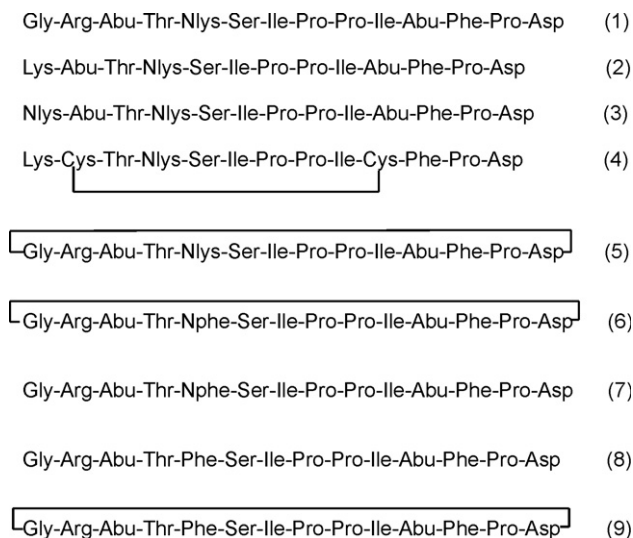 Gly-Arg-Abu-Thr-Nlys-Ser-Ile-Pro-Pro-Ile-Abu-Phe-Pro-Asp (1)
Lys-Abu-Thr-Nlys-Ser-Ile-Pro-Pro-Ile-Abu-Phe-Pro-Asp (2)
Nlys-Abu-Thr-Nlys-Ser-Ile-Pro-Pro-Ile-Abu-Phe-Pro-Asp (3)
Lys-Cys-Thr-Nlys-Ser-Ile-Pro-Pro-Ile-Cys-Phe-Pro-Asp (4)
Gly-Arg-Abu-Thr-Nlys-Ser-Ile-Pro-Pro-Ile-Abu-Phe-Pro-Asp (5)
Gly-Arg-Abu-Thr-Nphe-Ser-Ile-Pro-Pro-Ile-Abu-Phe-Pro-Asp (6)
Gly-Arg-Abu-Thr-Nphe-Ser-Ile-Pro-Pro-Ile-Abu-Phe-Pro-Asp (7)
Gly-Arg-Abu-Thr-Phe-Ser-Ile-Pro-Pro-Ile-Abu-Phe-Pro-Asp (8)
Gly-Arg-Abu-Thr-Phe-Ser-Ile-Pro-Pro-Ile-Abu-Phe-Pro-Asp (9)